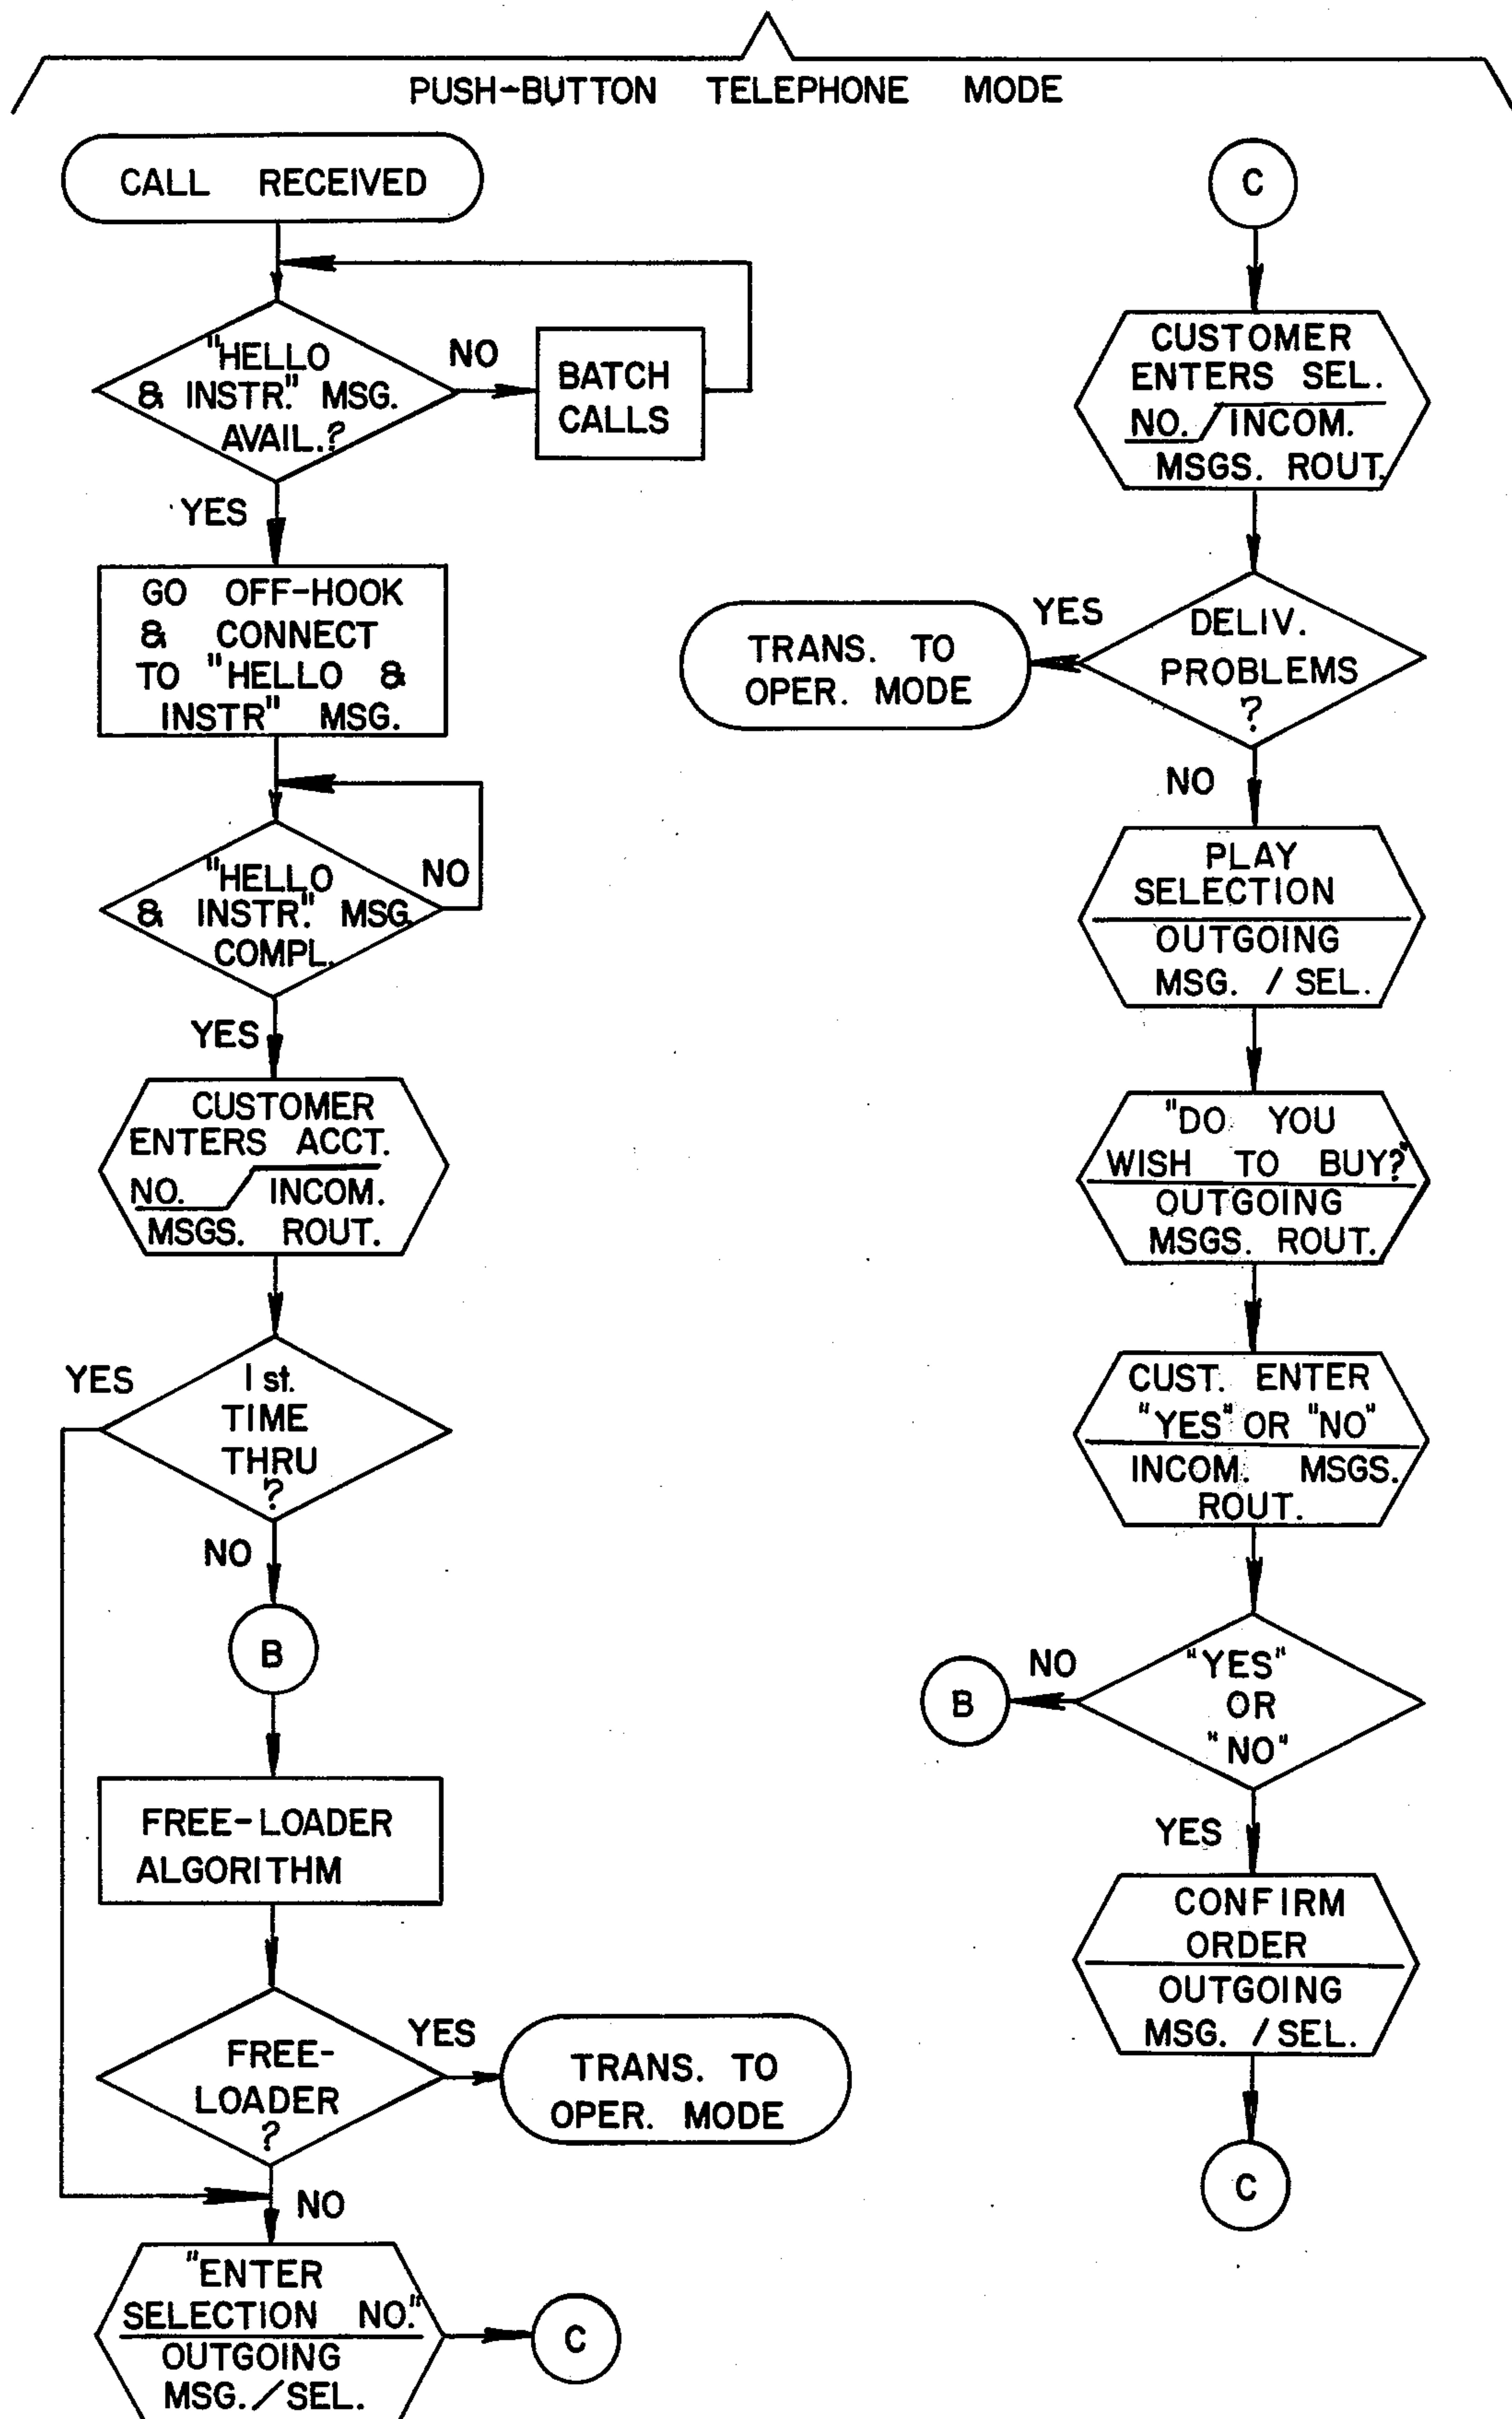 PUSH-BUTTON TELEPHONE MODE
CALL RECEIVED
"HELLO
& INSTR." MSG.
AVAIL.?
NO
BATCH
CALLS
YES
GO OFF-HOOK
& CONNECT
TO "HELLO &
INSTR" MSG.
"HELLO
& INSTR." MSG
COMPL.
NO
YES
CUSTOMER
ENTERS ACCT.
NO. / INCOM.
MSGS. ROUT.
YES
1st.
TIME
THRU
?
NO
B
FREE-LOADER
ALGORITHM
FREE-
LOADER
?
YES
TRANS. TO
OPER. MODE
NO
"ENTER
SELECTION NO."
OUTGOING
MSG./SEL.
C
C
CUSTOMER
ENTERS SEL.
NO. / INCOM.
MSGS. ROUT.
DELIV.
PROBLEMS
?
YES
TRANS. TO
OPER. MODE
NO
PLAY
SELECTION
OUTGOING
MSG. / SEL.
"DO YOU
WISH TO BUY?"
OUTGOING
MSGS. ROUT.
CUST. ENTER
"YES" OR "NO"
INCOM. MSGS.
ROUT.
"YES"
OR
"NO"
NO
B
YES
CONFIRM
ORDER
OUTGOING
MSG. / SEL.
C